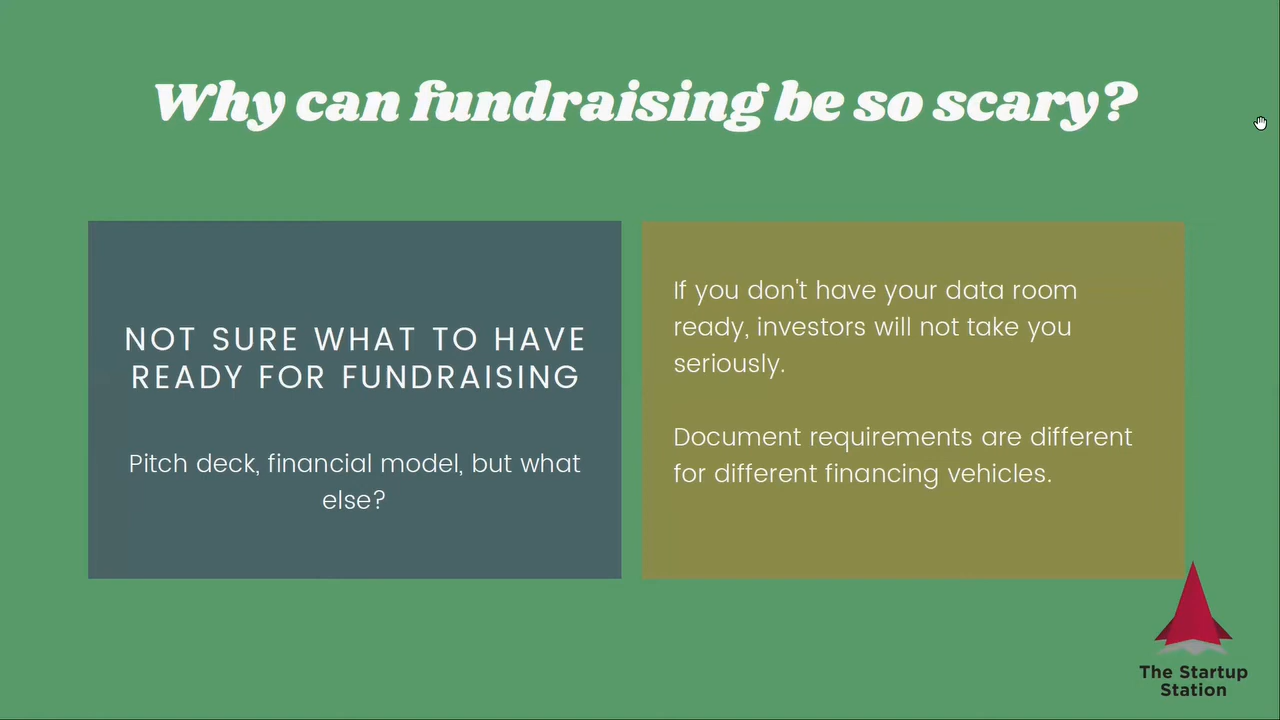 Why can fundraising be so scary?
NOT SURE WHAT TO HAVE
READY FOR FUNDRAISING
Pitch deck, financial model, but what
else?
If you don't have your data room
ready, investors will not take you
seriously.
Document requirements are different
for different financing vehicles.
The Startup
Station